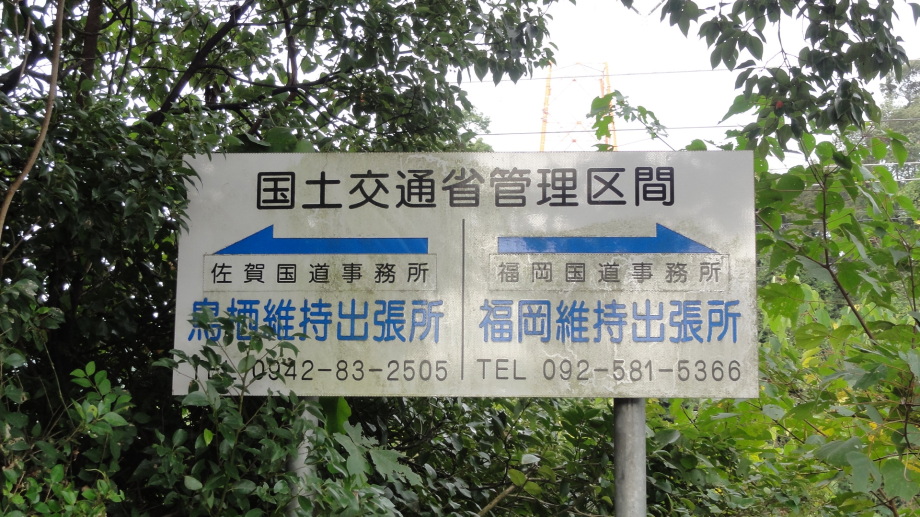 国土交通省管理区間
佐賀国道事務所
鳥栖維持出張所
TEL 0942-83-2505
福岡国道事務所
福岡維持出張所
TEL 092-581-5366